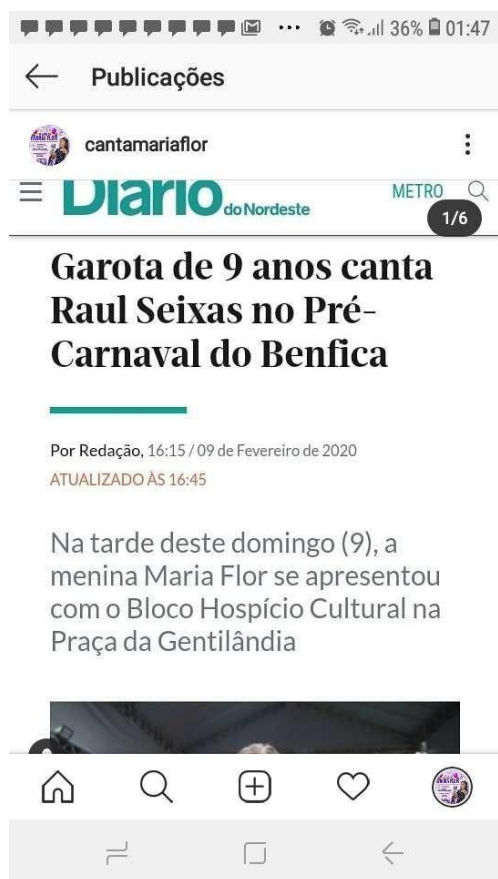 36% 01:47
Publicações
cantamariaflor
Diário do Nordeste
METRO
1/6
Garota de 9 anos canta
Raul Seixas no Pré-
Carnaval do Benfica
Por Redação, 16:15 / 09 de Fevereiro de 2020
ATUALIZADO ÀS 16:45
Na tarde deste domingo (9), a
menina Maria Flor se apresentou
com o Bloco Hospício Cultural na
Praça da Gentilândia